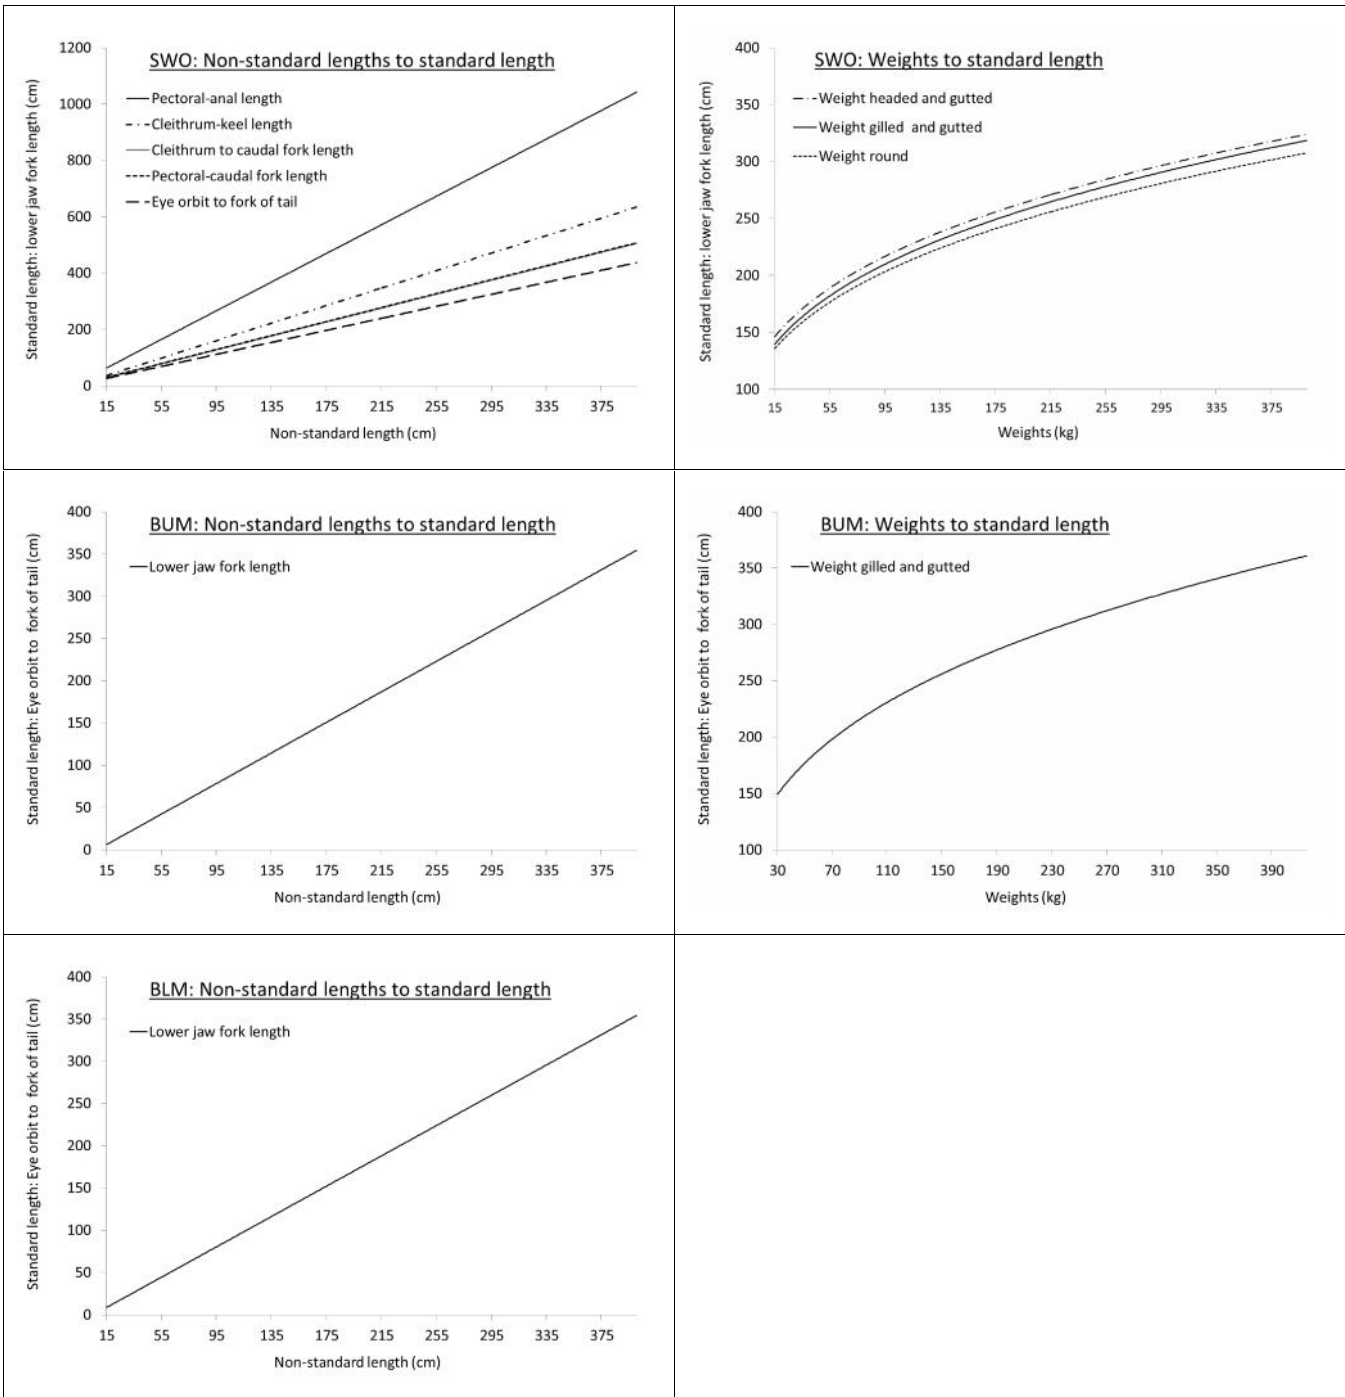 SWO: Non-standard lengths to standard length
Standard length: lower jaw fork length (cm)
1200
1000
800
600
400
200
0
Pectoral-anal length
Cleithrum-keel length
Cleithrum to caudal fork length
Pectoral-caudal fork length
Eye orbit to fork of tail
15 55 95 135 175 215 255 295 335 375
Non-standard length (cm)
SWO: Weights to standard length
Standard length: lower jaw fork length (cm)
400
350
300
250
200
150
100
Weight headed and gutted
Weight gilled and gutted
Weight round
15 55 95 135 175 215 255 295 335 375
Weights (kg)
BUM: Non-standard lengths to standard length
Standard length: Eye orbit to fork of tail (cm)
400
350
300
250
200
150
100
50
0
Lower jaw fork length
15 55 95 135 175 215 255 295 335 375
Non-standard length (cm)
BUM: Weights to standard length
Standard length: Eye orbit to fork of tail (cm)
400
350
300
250
200
150
100
Weight gilled and gutted
30 70 110 150 190 230 270 310 350 390
Weights (kg)
BLM: Non-standard lengths to standard length
Standard length: Eye orbit to fork of tail (cm)
400
350
300
250
200
150
100
50
0
Lower jaw fork length
15 55 95 135 175 215 255 295 335 375
Non-standard length (cm)